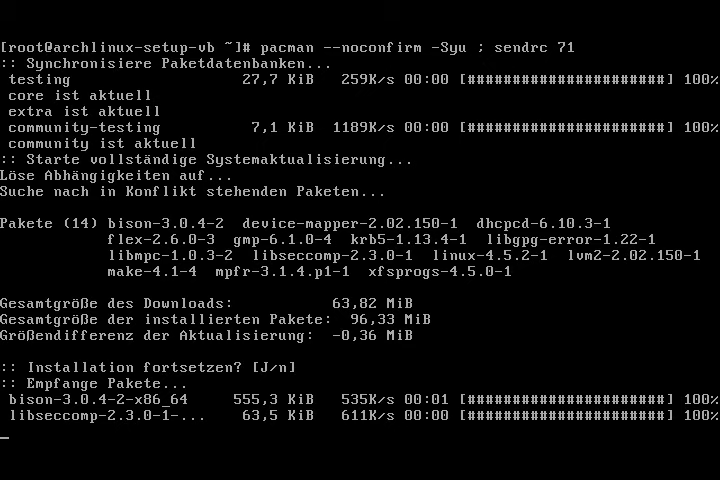 [root@archlinux-setup-vb ~]# pacman --noconfirm -Syu ; sendrc 71
:: Synchronisiere Paketdatenbanken...
 testing                   27,7 KiB   259K/s 00:00 [######################] 100%
 core ist aktuell
 extra ist aktuell
 community-testing          7,1 KiB  1189K/s 00:00 [######################] 100%
 community ist aktuell
:: Starte vollständige Systemaktualisierung...
Löse Abhängigkeiten auf...
Suche nach in Konflikt stehenden Paketen...
Pakete (14) bison-3.0.4-2  device-mapper-2.02.150-1  dhcpcd-6.10.3-1
            flex-2.6.0-3  gmp-6.1.0-4  krb5-1.13.4-1  libgpg-error-1.22-1
            libmpc-1.0.3-2  libseccomp-2.3.0-1  linux-4.5.2-1  lvm2-2.02.150-1
            make-4.1-4  mpfr-3.1.4.p1-1  xfsprogs-4.5.0-1
Gesamtgröße des Downloads:           63,82 MiB
Gesamtgröße der installierten Pakete:  96,33 MiB
Größendifferenz der Aktualisierung:  -0,36 MiB
:: Installation fortsetzen? [J/n]
:: Empfange Pakete...
 bison-3.0.4-2-x86_64     555,3 KiB   535K/s 00:01 [######################] 100%
 libseccomp-2.3.0-1-...    63,5 KiB   611K/s 00:00 [######################] 100%
_